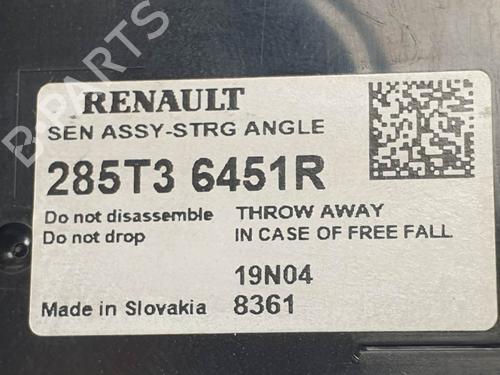 RENAULT
SEN ASSY-STRG ANGLE
285T3 6451R
Do not disassemble THROW AWAY
Do not drop IN CASE OF FREE FALL
19N04
Made in Slovakia 8361
B-PARTS